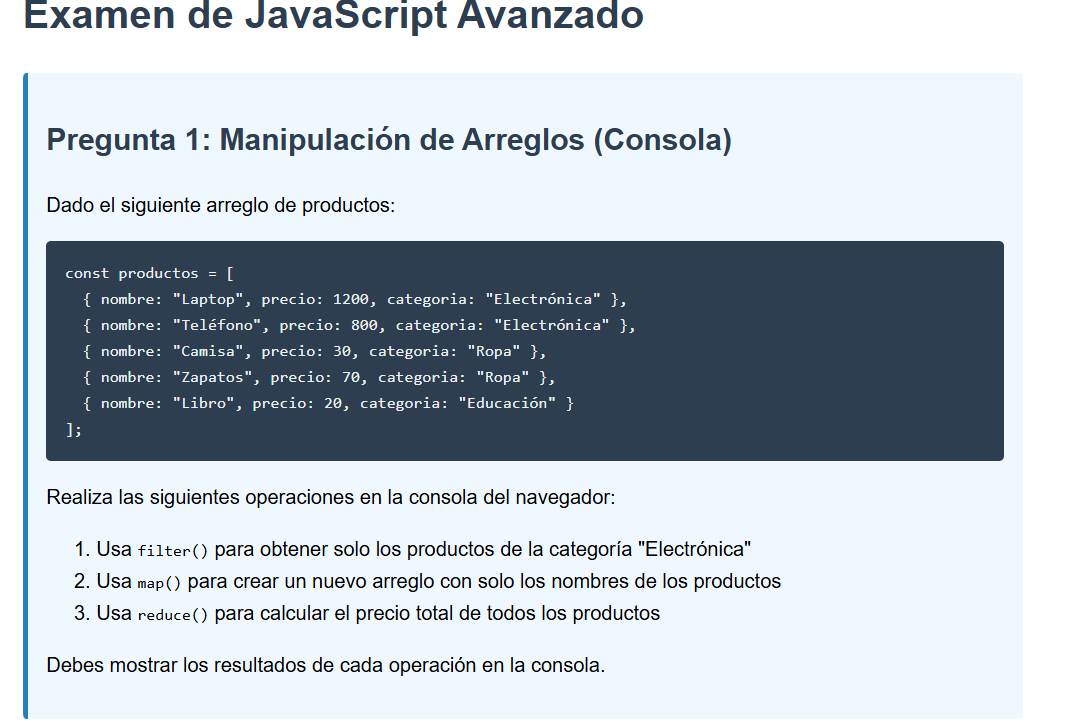 Examen de JavaScript Avanzado
Pregunta 1: Manipulación de Arreglos (Consola)
Dado el siguiente arreglo de productos:
const productos = [
  { nombre: "Laptop", precio: 1200, categoria: "Electrónica" },
  { nombre: "Teléfono", precio: 800, categoria: "Electrónica" },
  { nombre: "Camisa", precio: 30, categoria: "Ropa" },
  { nombre: "Zapatos", precio: 70, categoria: "Ropa" },
  { nombre: "Libro", precio: 20, categoria: "Educación" }
];
Realiza las siguientes operaciones en la consola del navegador:
1. Usa filter() para obtener solo los productos de la categoría "Electrónica"
2. Usa map() para crear un nuevo arreglo con solo los nombres de los productos
3. Usa reduce() para calcular el precio total de todos los productos
Debes mostrar los resultados de cada operación en la consola.